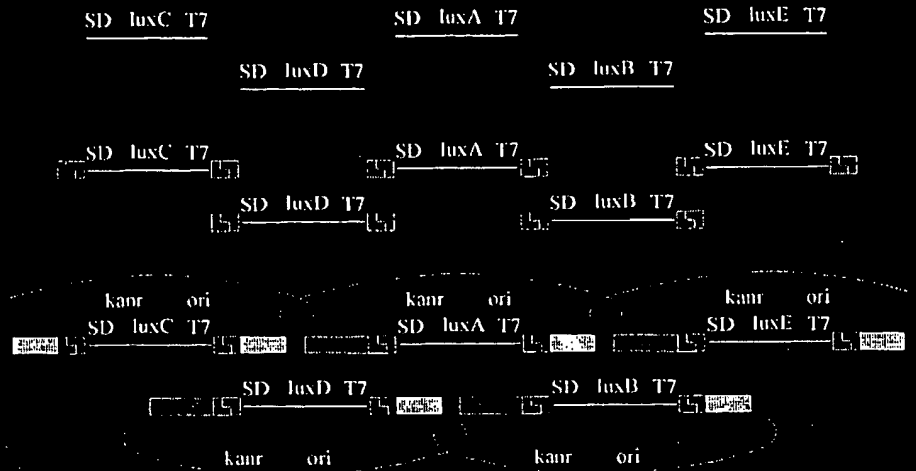 SD luxC T7 SD luxA T7 SD luxE T7
SD luxD T7 SD luxB T7
SD luxC T7 SD luxA T7 SD luxE T7
SD luxD T7 SD luxB T7
kanr ori kanr ori kanr ori
SD luxC T7 SD luxA T7 SD luxE T7
SD luxD T7 SD luxB T7
kanr ori kanr ori